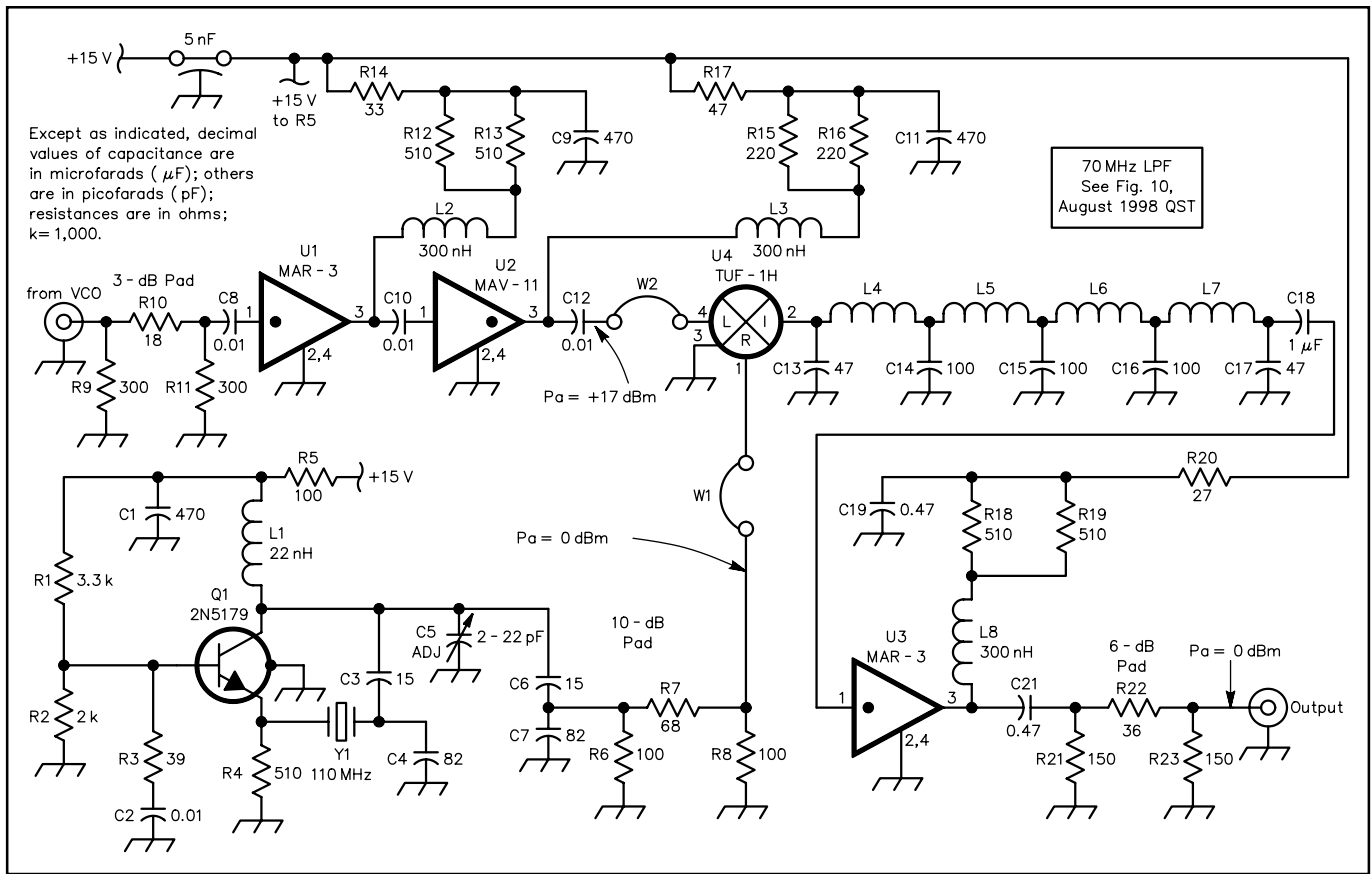 +15 V
5 nF
+15 V
to R5
R14
33
R12
510
R13
510
C9
470
R17
47
R15
220
R16
220
C11
470
Except as indicated, decimal
values of capacitance are
in microfarads ( µF); others
are in picofarads ( pF);
resistances are in ohms;
k= 1,000.
70 MHz LPF
See Fig. 10,
August 1998 QST
L2
300 nH
L3
300 nH
from VCO
3- dB Pad
R10
18
R9
300
R11
300
C8
0.01
U1
MAR - 3
1
3
2,4
C10
0.01
U2
MAV - 11
1
3
2,4
C12
0.01
W2
Pa = +17 dBm
U4
TUF - 1H
4
3
L
I
R
2
1
L4
L5
L6
L7
C18
1 µF
C13
47
C14
100
C15
100
C16
100
C17
47
W1
Pa = 0 dBm
R5
100
+15 V
C1
470
L1
22 nH
R1
3.3 k
Q1
2N5179
R2
2 k
R3
39
C2
0.01
R4
510
Y1
110 MHz
C3
15
C4
82
C5
ADJ
2 - 22 pF
C6
15
C7
82
10 - dB
Pad
R7
68
R6
100
R8
100
R20
27
C19
0.47
R18
510
R19
510
L8
300 nH
U3
MAR - 3
1
3
2,4
C21
0.47
6 - dB
Pad
R22
36
R21
150
R23
150
Pa = 0 dBm
Output